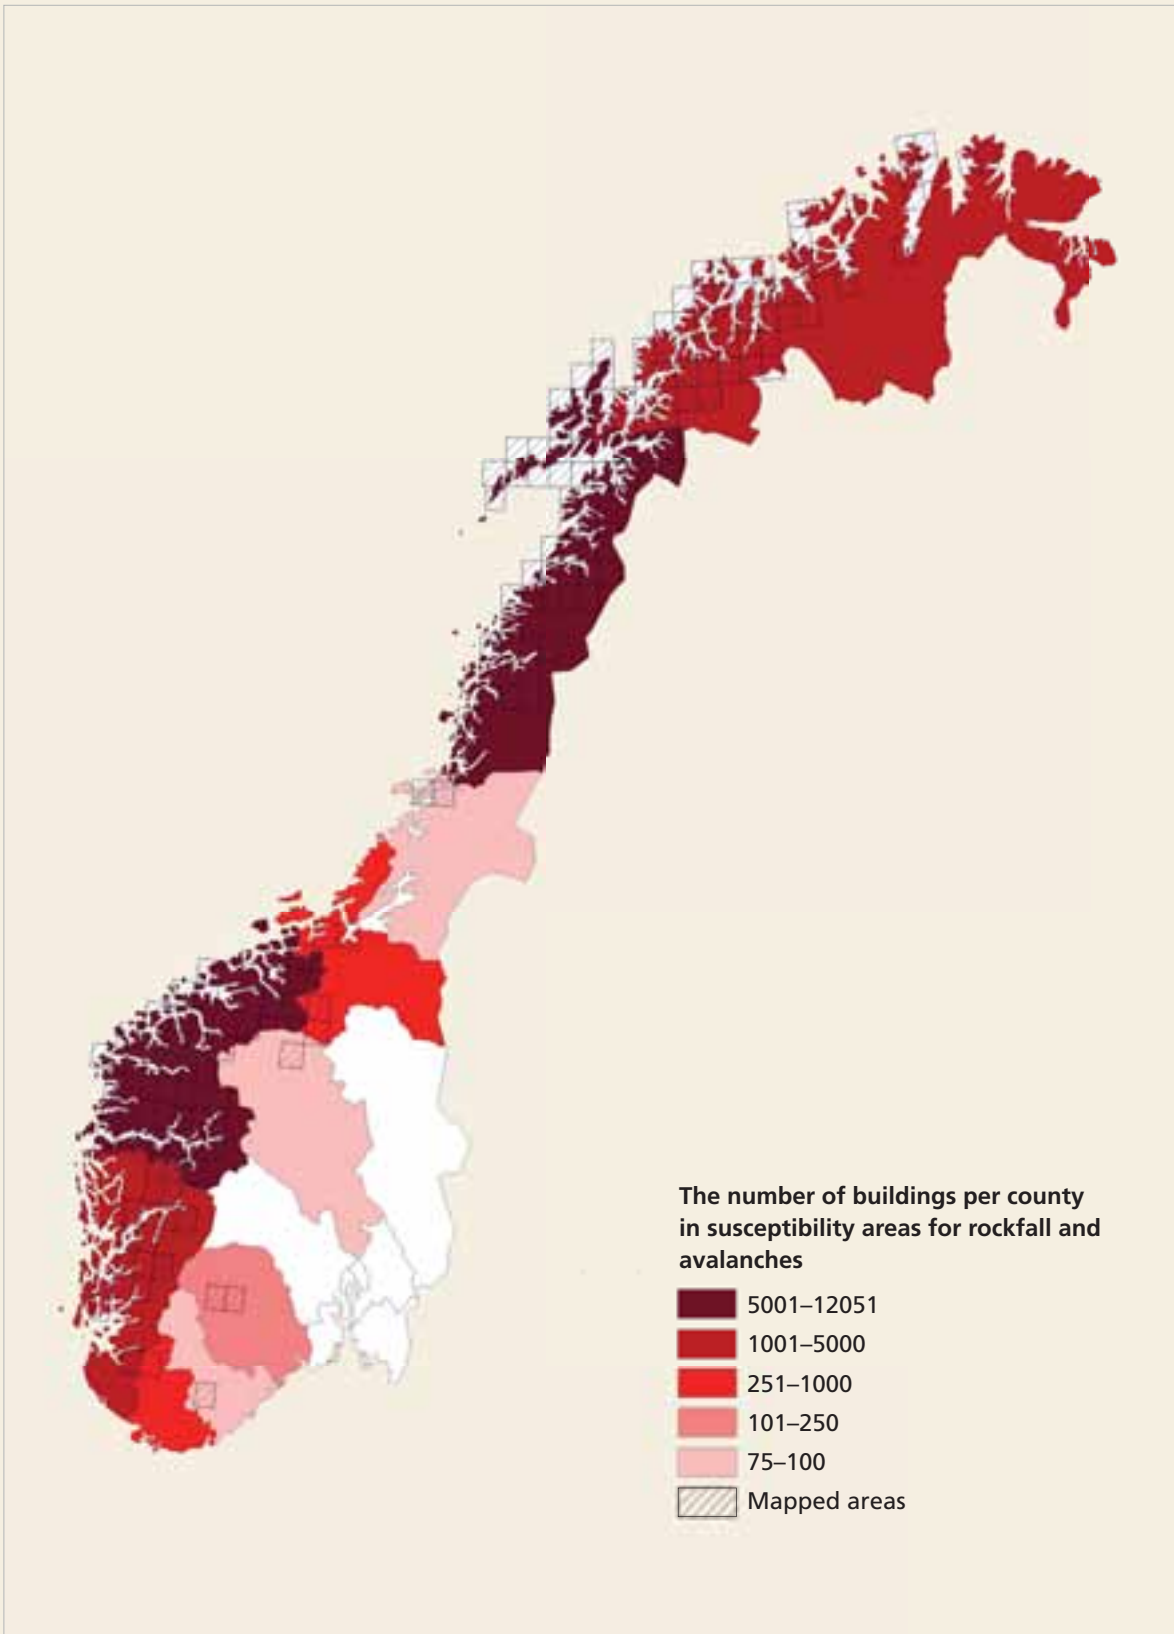 The number of buildings per county
in susceptibility areas for rockfall and
avalanches
5001–12051
1001–5000
251–1000
101–250
75–100
Mapped areas